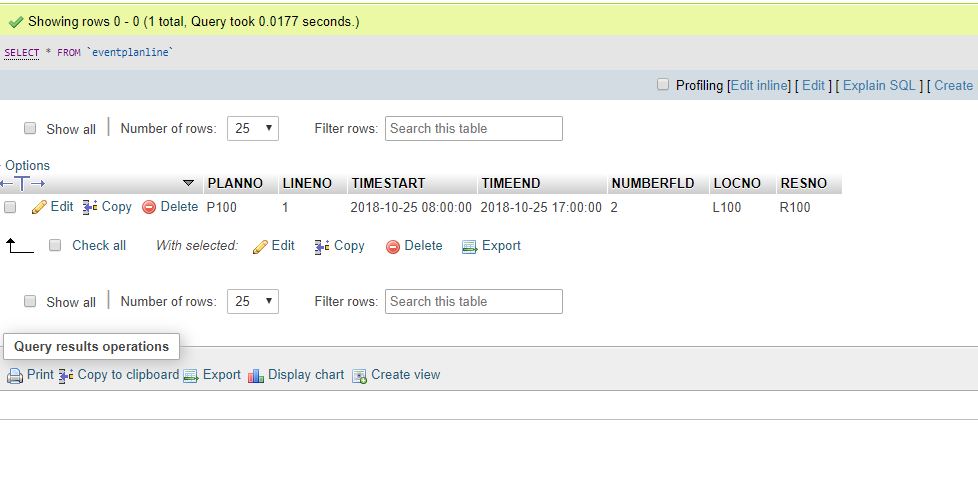 Showing rows 0 - 0 (1 total, Query took 0.0177 seconds.)
SELECT * FROM `eventplanline`
Profiling [Edit inline] [ Edit ] [ Explain SQL ] [ Create
Show all Number of rows: 25 Filter rows: Search this table
Options
PLANNO LINENO TIMESTART TIMEEND NUMBERFLD LOCNO RESNO
Edit Copy Delete P100 1 2018-10-25 08:00:00 2018-10-25 17:00:00 2 L100 R100
Check all With selected: Edit Copy Delete Export
Show all Number of rows: 25 Filter rows: Search this table
Query results operations
Print Copy to clipboard Export Display chart Create view